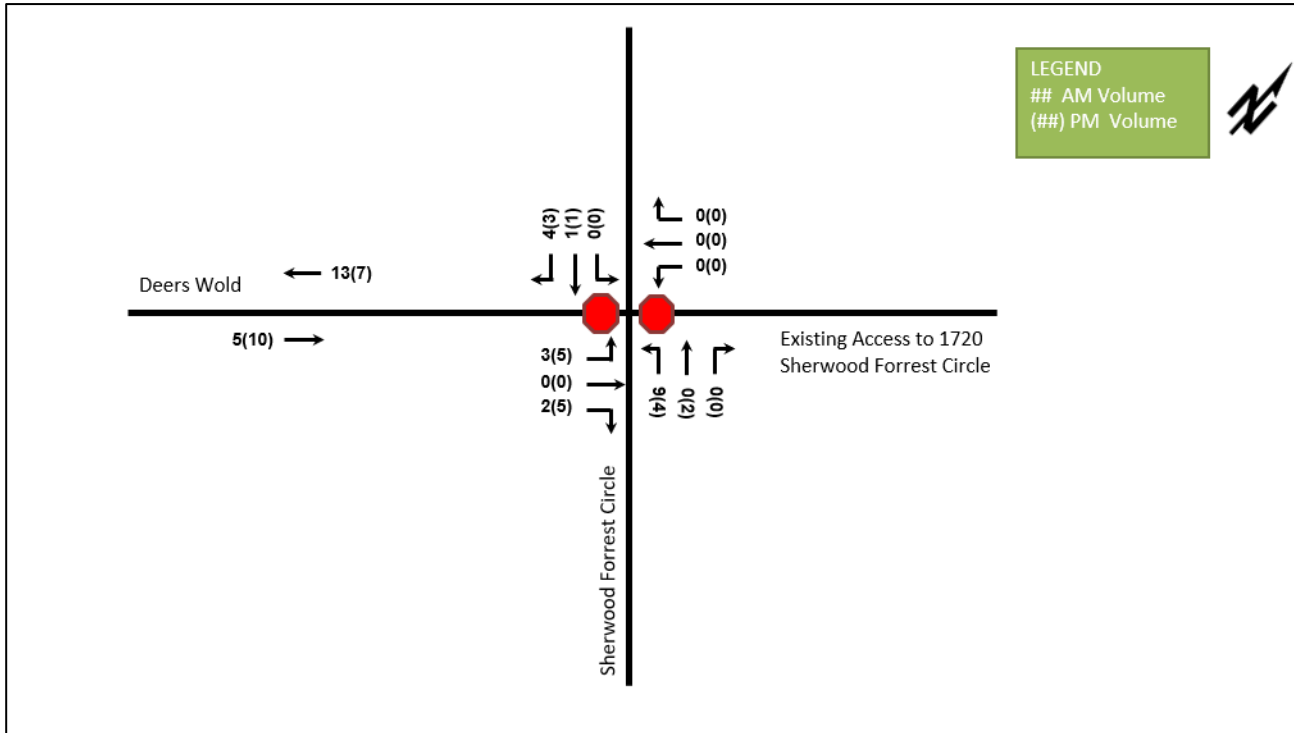 LEGEND
## AM Volume
(##) PM Volume
4(3)
1(1)
0(0)
0(0)
0(0)
0(0)
13(7)
Deers Wold
5(10)
3(5)
0(0)
2(5)
9(4)
0(2)
0(0)
Existing Access to 1720
Sherwood Forrest Circle
Sherwood Forrest Circle
N